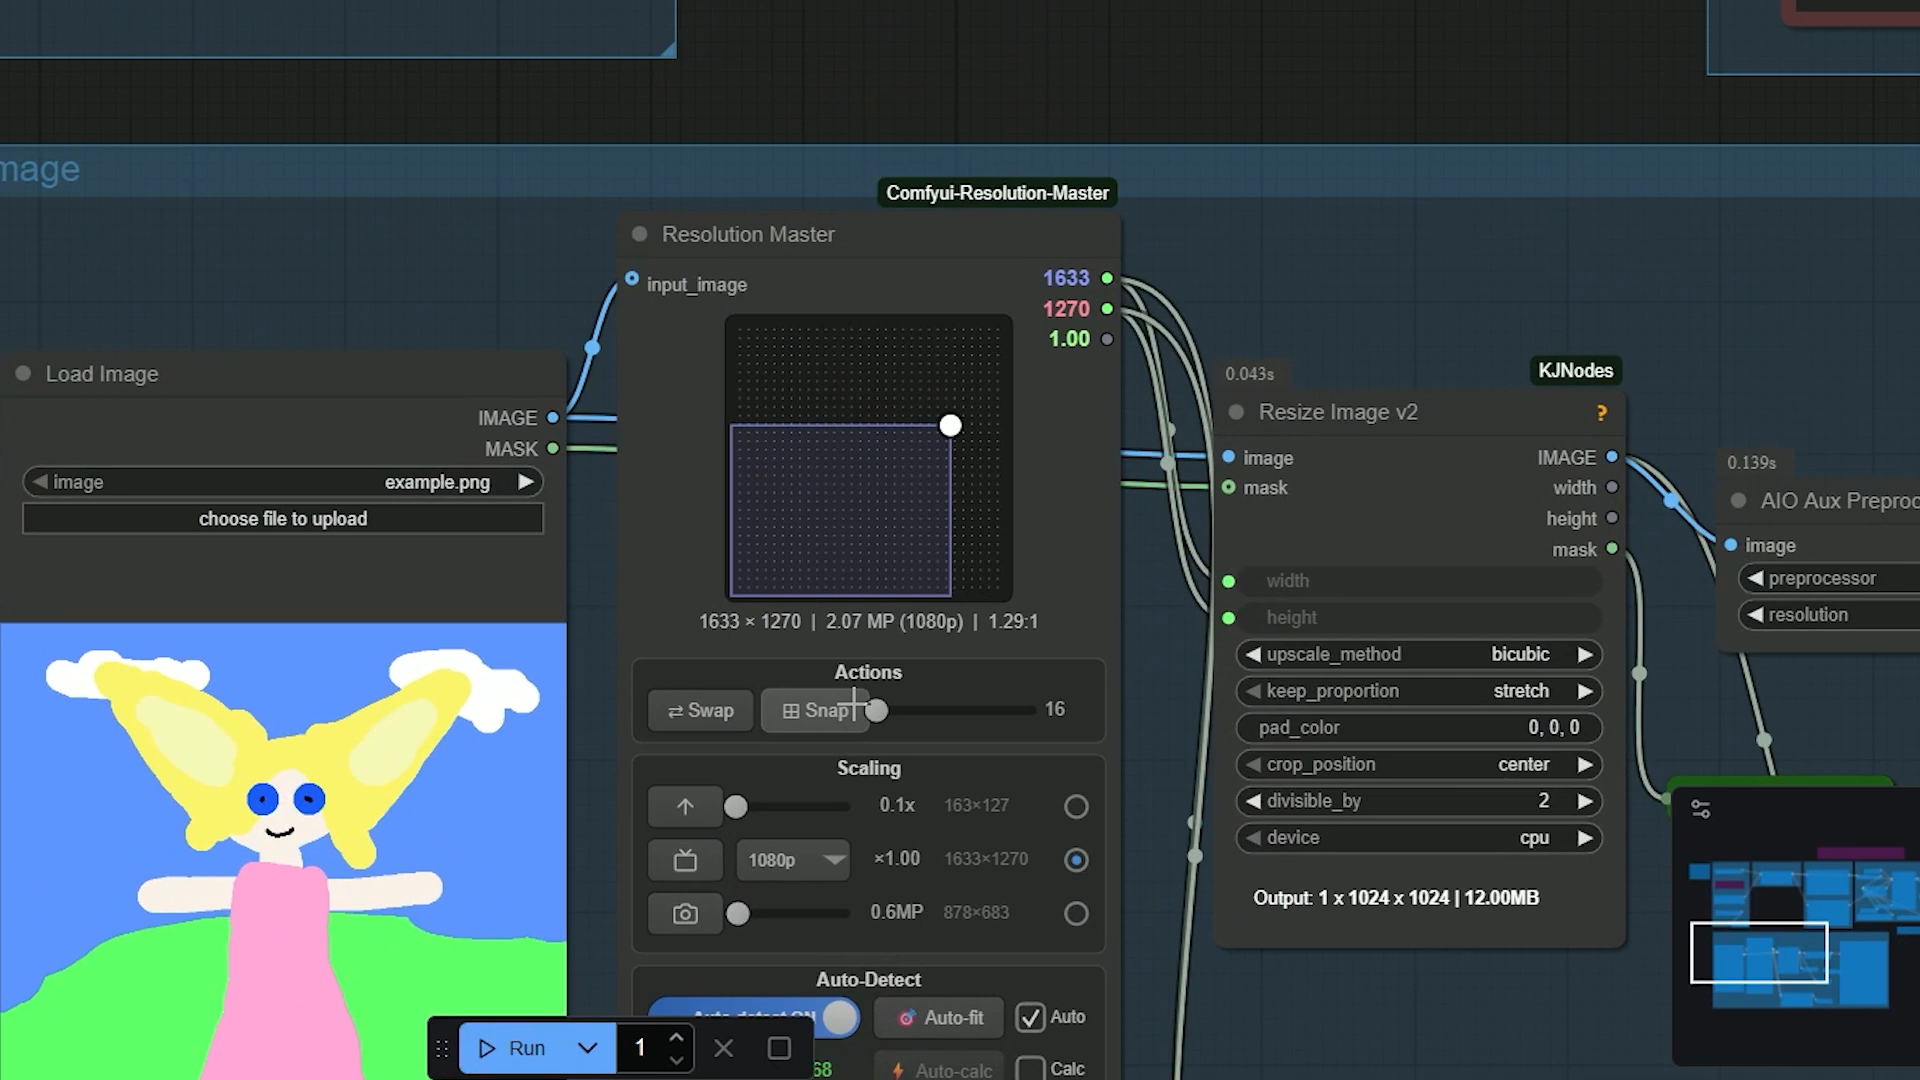 mage
Comfyui-Resolution-Master
Resolution Master
input_image
1633
1270
1.00
1633 × 1270 | 2.07 MP (1080p) | 1.29:1
Actions
Swap
Snap
16
Scaling
0.1x
163×127
1080p
×1.00
1633×1270
0.6MP
878×683
Auto-Detect
Auto-detect ON
Auto-fit
Auto
68
Auto-calc
Calc
Load Image
IMAGE
MASK
image
example.png
choose file to upload
Run
1
0.043s
KJNodes
Resize Image v2
?
image
IMAGE
mask
width
height
mask
width
height
upscale_method
bicubic
keep_proportion
stretch
pad_color
0, 0, 0
crop_position
center
divisible_by
2
device
cpu
Output: 1 x 1024 x 1024 | 12.00MB
0.139s
AIO Aux Preproc
image
preprocessor
resolution